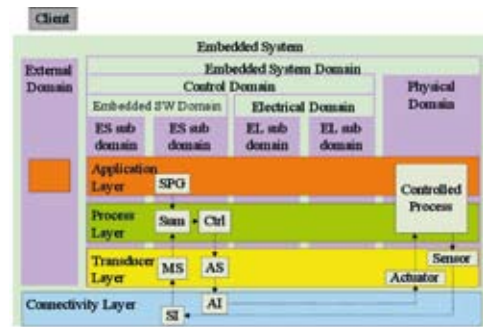 Client
Embedded System
External Domain
Embedded System Domain
Control Domain
Physical Domain
Embedded SW Domain
Electrical Domain
ES sub domain
ES sub domain
EL sub domain
EL sub domain
Application Layer
SPG
Controlled Process
Process Layer
Sum
Ctrl
Transducer Layer
MS
AS
Sensor
Actuator
Connectivity Layer
AI
SI